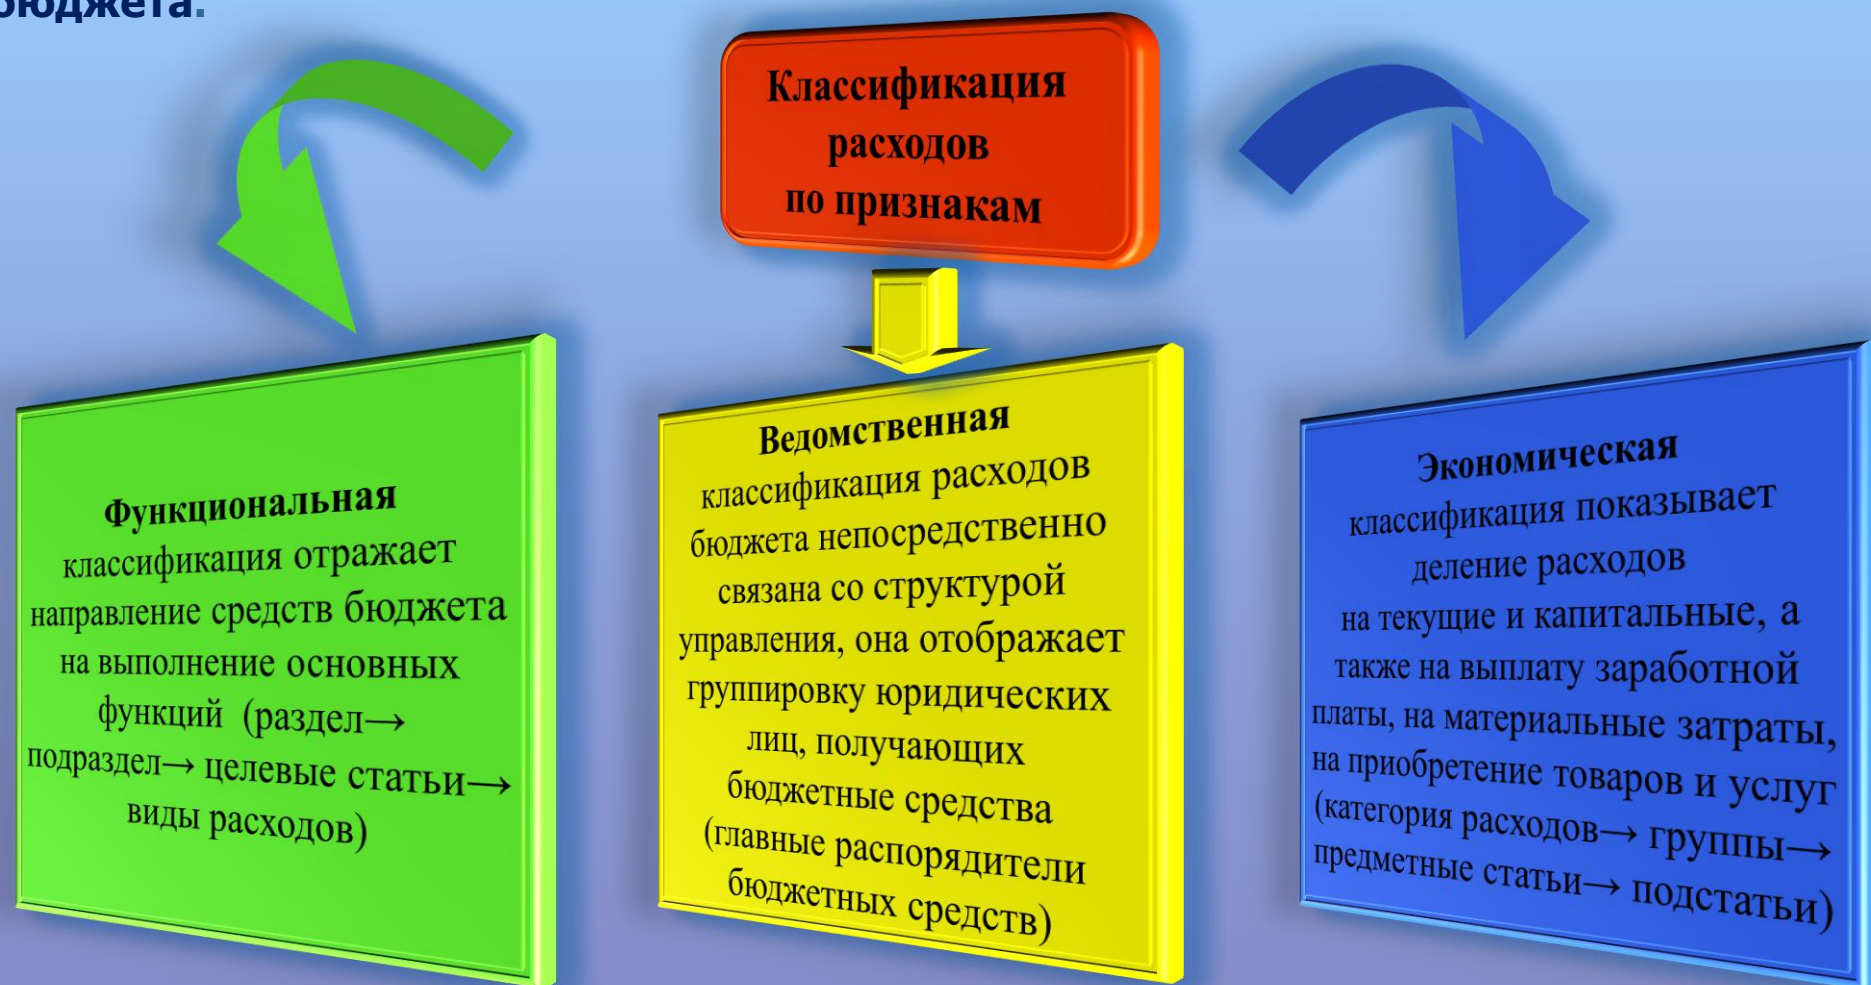 бюджета.
Классификация
расходов
по признакам
Функциональная
классификация отражает
направление средств бюджета
на выполнение основных
функций (раздел→
подраздел→ целевые статьи→
виды расходов)
Ведомственная
классификация расходов
бюджета непосредственно
связана со структурой
управления, она отображает
группировку юридических
лиц, получающих
бюджетные средства
(главные распорядители
бюджетных средств)
Экономическая
классификация показывает
деление расходов
на текущие и капитальные, а
также на выплату заработной
платы, на материальные затраты,
на приобретение товаров и услуг
(категория расходов→ группы→
предметные статьи→ подстатьи)